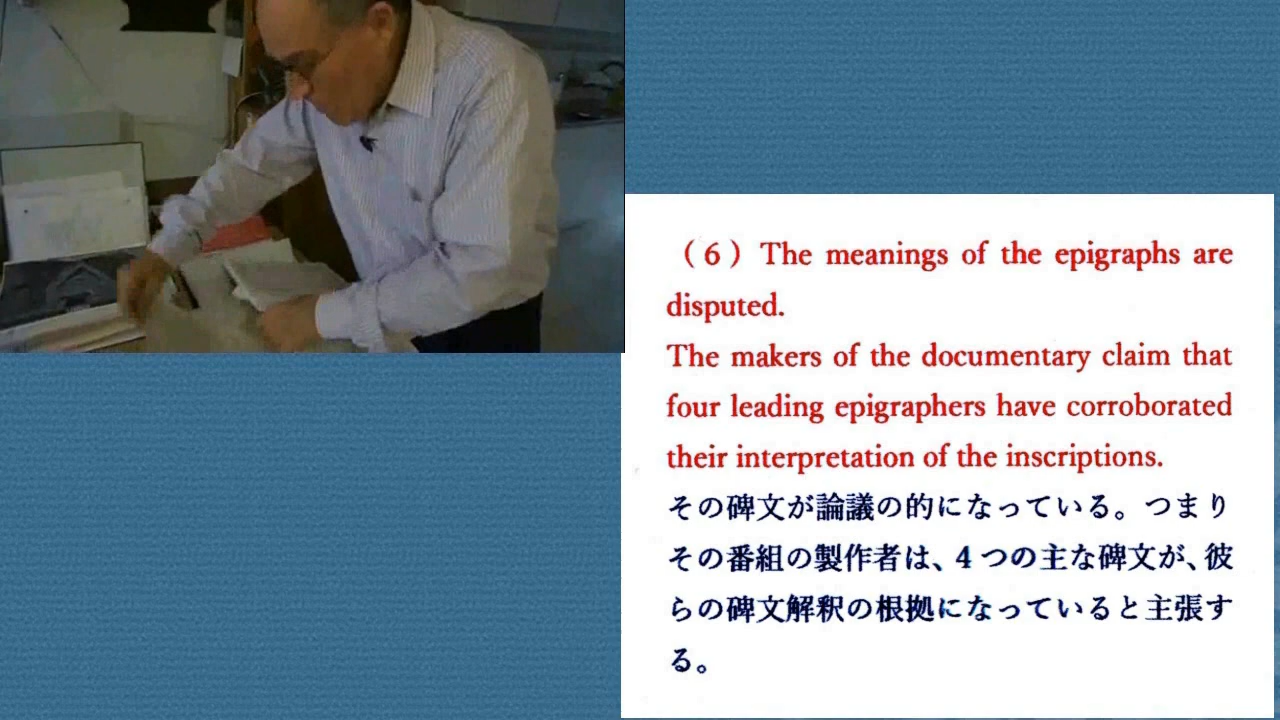 （6）The meanings of the epigraphs are
disputed.
The makers of the documentary claim that
four leading epigraphers have corroborated
their interpretation of the inscriptions.
その碑文が論議の的になっている。つまり
その番組の製作者は、4つの主な碑文が、彼
らの碑文解釈の根拠になっていると主張す
る。